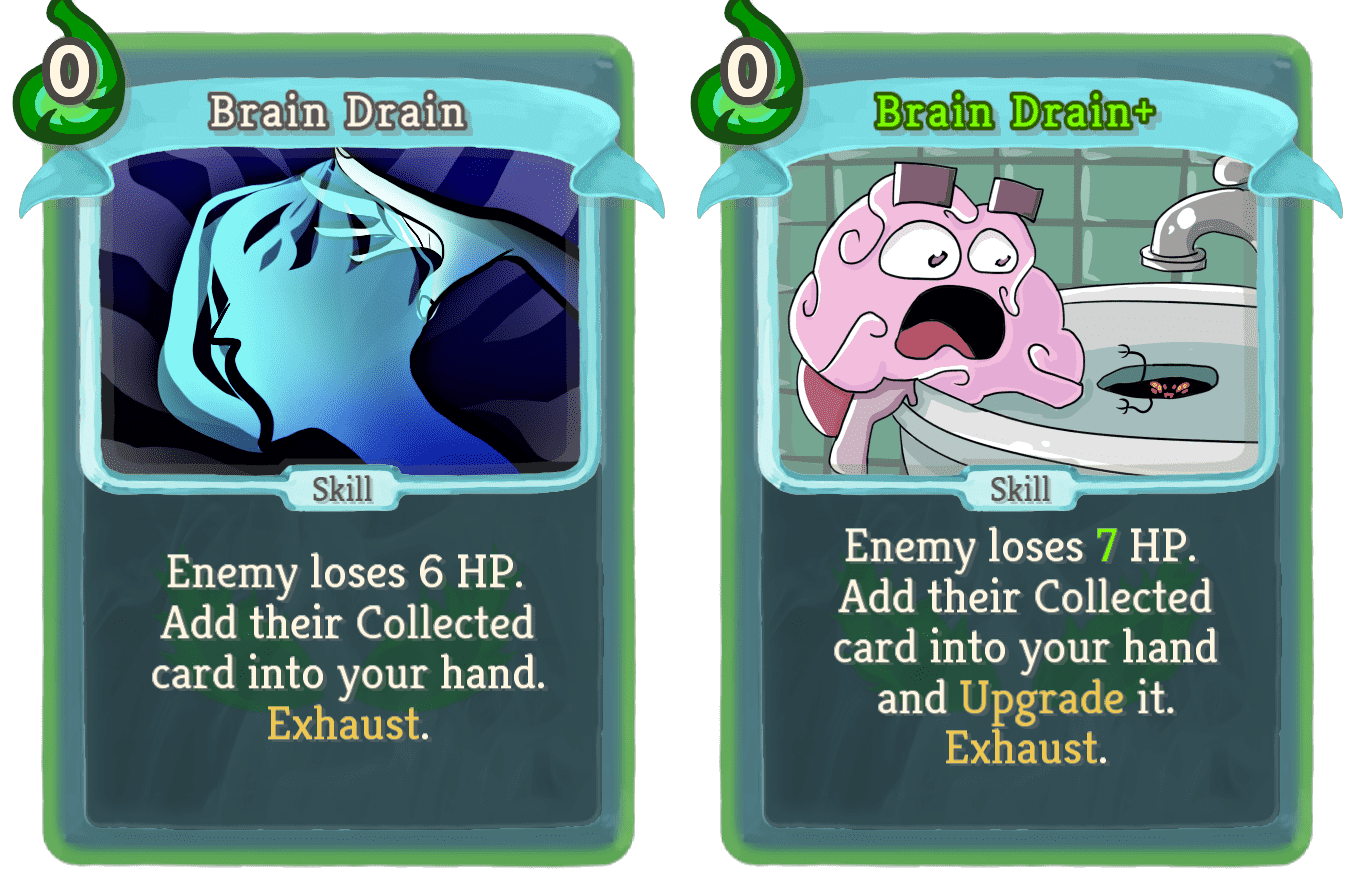 0
Brain Drain
Skill
Enemy loses 6 HP.
Add their Collected
card into your hand.
Exhaust.
0
Brain Drain+
Skill
Enemy loses 7 HP.
Add their Collected
card into your hand
and Upgrade it.
Exhaust.